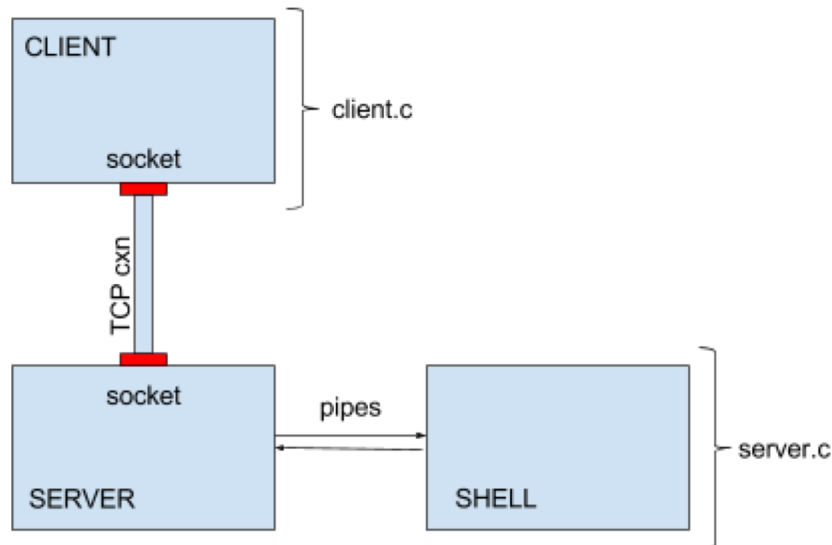 CLIENT
client.c
socket
TCP cxn
socket
pipes
server.c
SERVER
SHELL